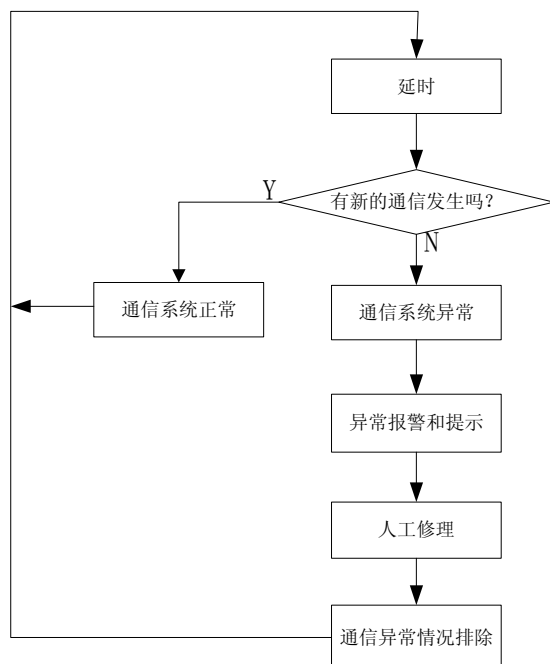 延时
有新的通信发生吗?
Y
N
通信系统正常
通信系统异常
异常报警和提示
人工修理
通信异常情况排除